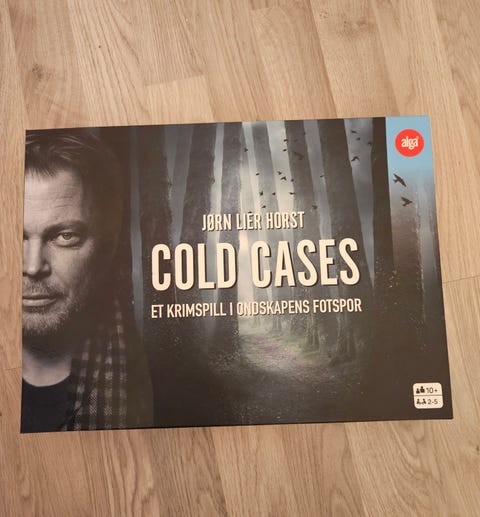 alga
JØRN LIER HORST
COLD CASES
ET KRIMSPILL I ONDSKAPENS FOTSPOR
10+
2-5